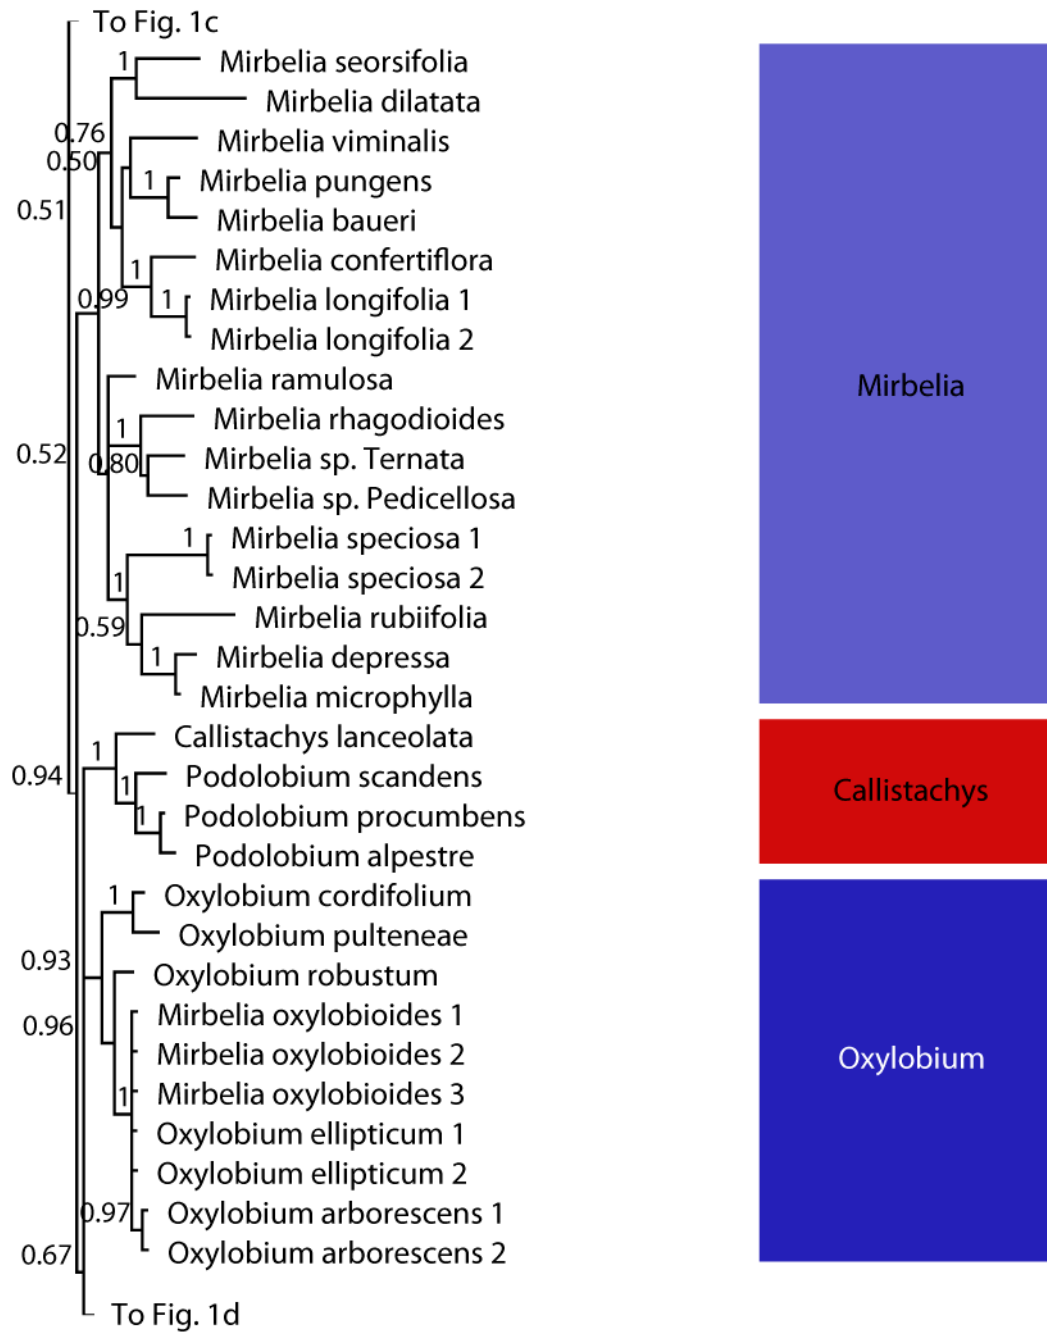 To Fig. 1c
1 Mirbelia seorsifolia
Mirbelia dilatata
0.76
Mirbelia viminalis
0.50
1 Mirbelia pungens
0.51
Mirbelia baueri
1 Mirbelia confertiflora
0.99 1 Mirbelia longifolia 1
Mirbelia longifolia 2
Mirbelia ramulosa
Mirbelia
1 Mirbelia rhagodioides
0.52 0.80 Mirbelia sp. Ternata
Mirbelia sp. Pedicellosa
1 Mirbelia speciosa 1
1 Mirbelia speciosa 2
0.59 Mirbelia rubiifolia
1 Mirbelia depressa
Mirbelia microphylla
1 Callistachys lanceolata
0.94 1 Podolobium scandens
Callistachys
1 Podolobium procumbens
Podolobium alpestre
1 Oxylobium cordifolium
Oxylobium pulteneae
0.93
Oxylobium robustum
0.96 Mirbelia oxylobioides 1
Mirbelia oxylobioides 2
Oxylobium
1 Mirbelia oxylobioides 3
Oxylobium ellipticum 1
Oxylobium ellipticum 2
0.97 Oxylobium arborescens 1
0.67 Oxylobium arborescens 2
To Fig. 1d